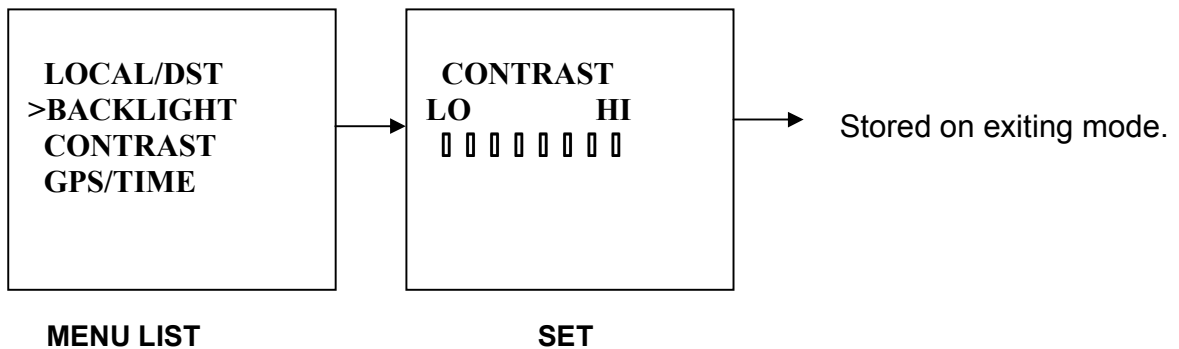 LOCAL/DST
>BACKLIGHT
CONTRAST
GPS/TIME
CONTRAST
LO HI
Stored on exiting mode.
MENU LIST
SET